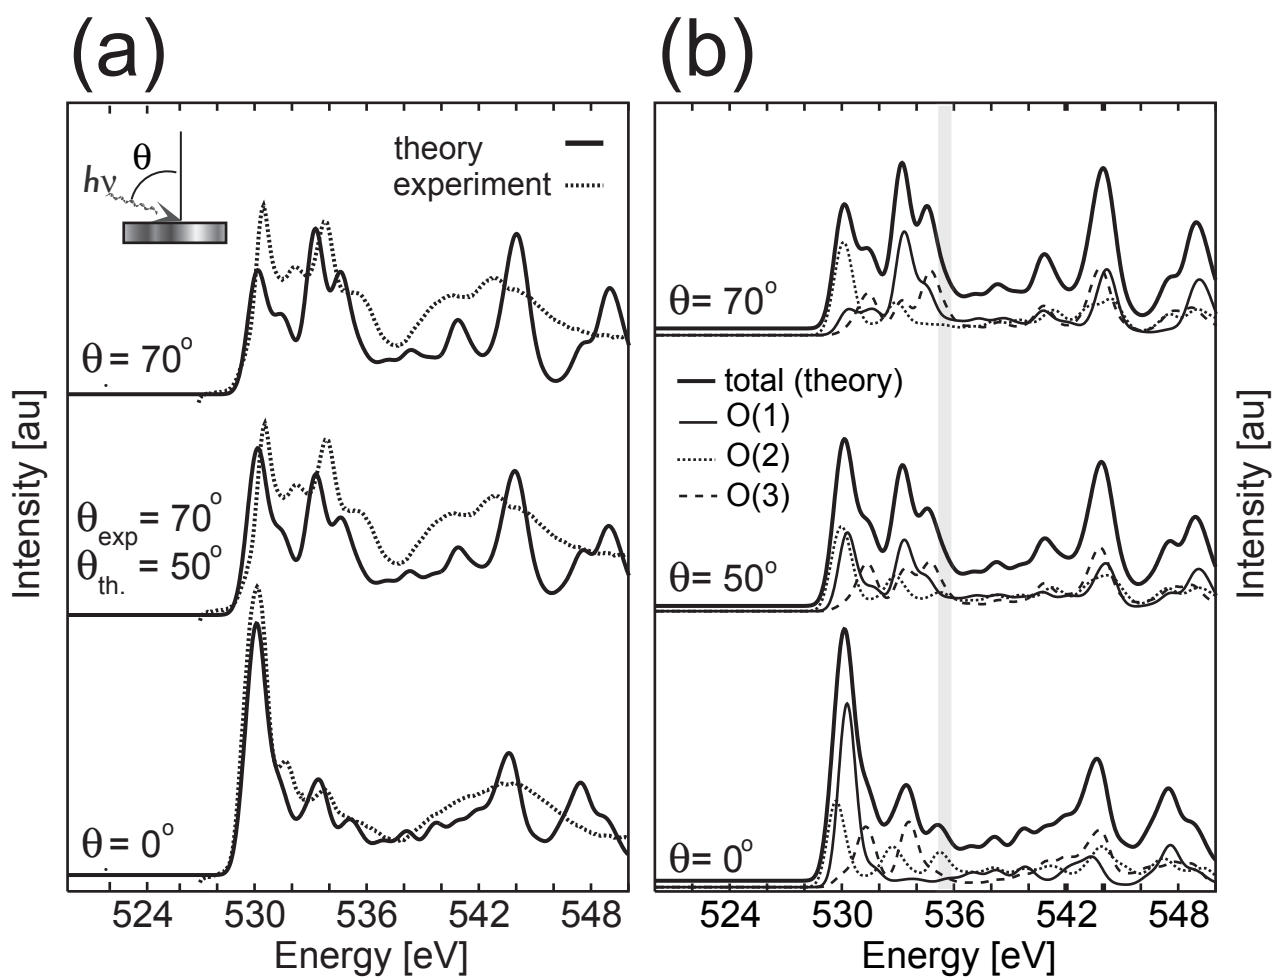 (a)
(b)
θ
hν
theory
experiment
θ = 70°
θexp = 70°
θth. = 50°
θ = 0°
θ = 70°
total (theory)
O(1)
O(2)
O(3)
θ = 50°
θ = 0°
Intensity [au]
Intensity [au]
524 530 536 542 548
524 530 536 542 548
Energy [eV]
Energy [eV]